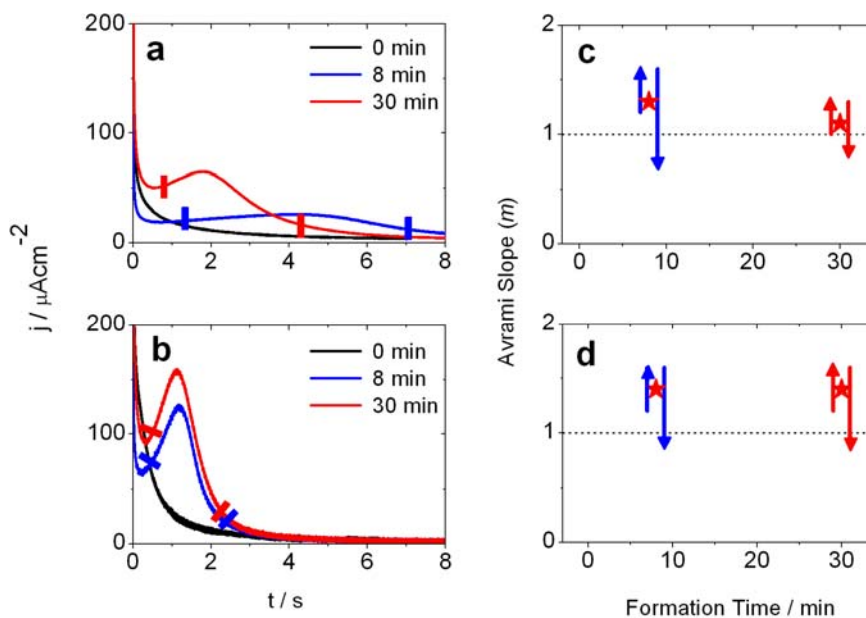 200
100
0
a
0 min
8 min
30 min
0 2 4 6 8
200
100
0
b
0 min
8 min
30 min
0 2 4 6 8
j / μAcm⁻²
t / s
2
1
0
c
0 10 20 30
2
1
0
d
0 10 20 30
Avrami Slope (m)
Formation Time / min